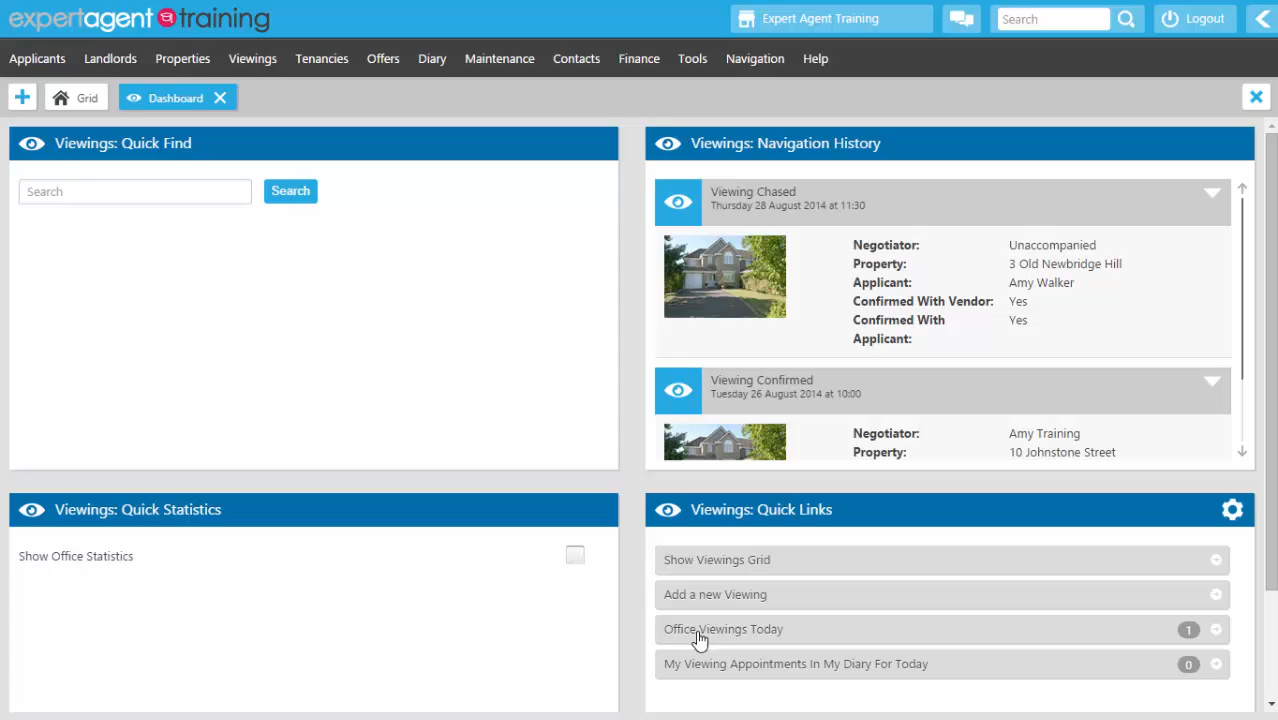 expertagent training
Expert Agent Training
Search
Logout
Applicants Landlords Properties Viewings Tenancies Offers Diary Maintenance Contacts Finance Tools Navigation Help
Grid
Dashboard
Viewings: Quick Find
Search
Search
Viewings: Navigation History
Viewing Chased
Thursday 28 August 2014 at 11:30
Negotiator: Unaccompanied
Property: 3 Old Newbridge Hill
Applicant: Amy Walker
Confirmed With Vendor: Yes
Confirmed With Yes
Applicant:
Viewing Confirmed
Tuesday 26 August 2014 at 10:00
Negotiator: Amy Training
Property: 10 Johnstone Street
Viewings: Quick Statistics
Show Office Statistics
Viewings: Quick Links
Show Viewings Grid
Add a new Viewing
Office Viewings Today 1
My Viewing Appointments In My Diary For Today 0